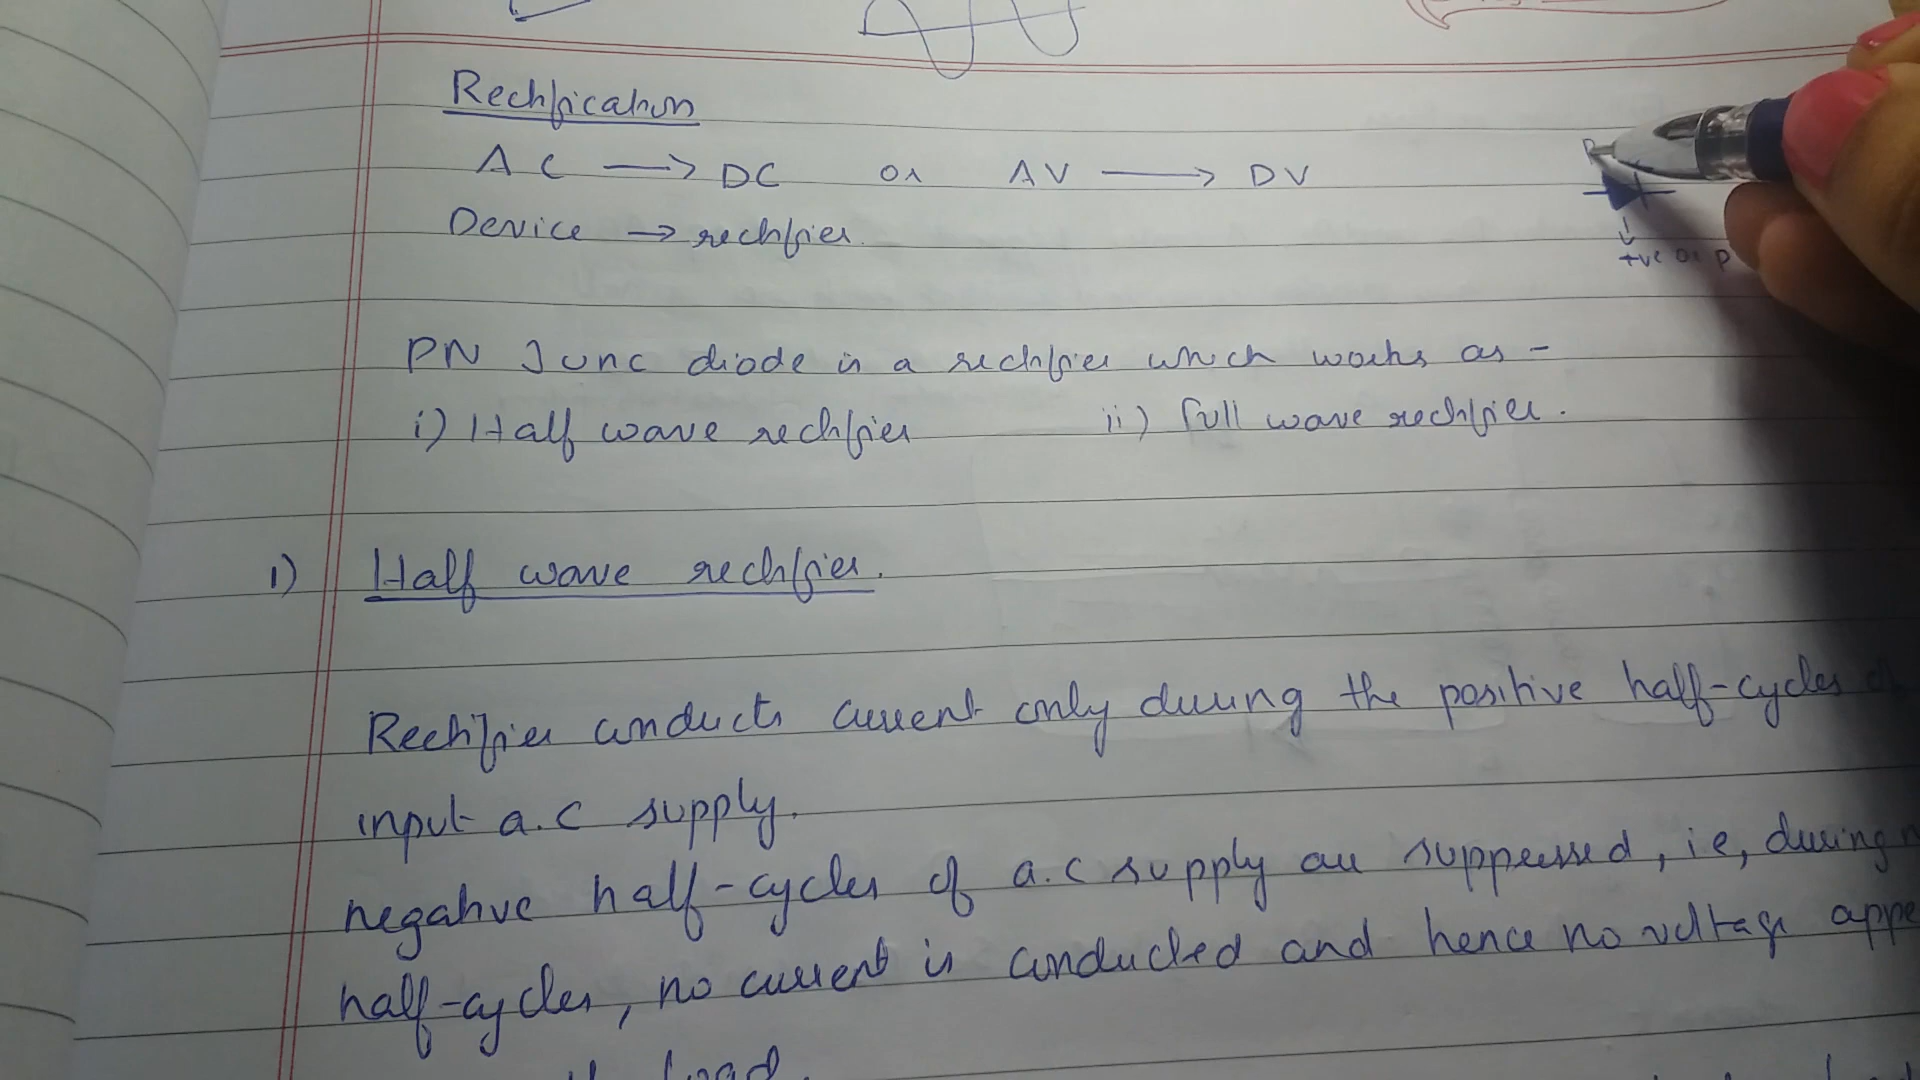 Rectification
AC → DC or AV → DV
Device → rectifier.
+ve or p
PN Junc diode is a rectifier which works as -
i) Half wave rectifier ii) full wave rectifier.
1) Half wave rectifier.
Rectifier conducts current only during the positive half-cycles
input a.c supply.
negative half-cycles of a.c supply are suppressed, i.e, during
half-cycles, no current is conducted and hence no voltage appe
load.